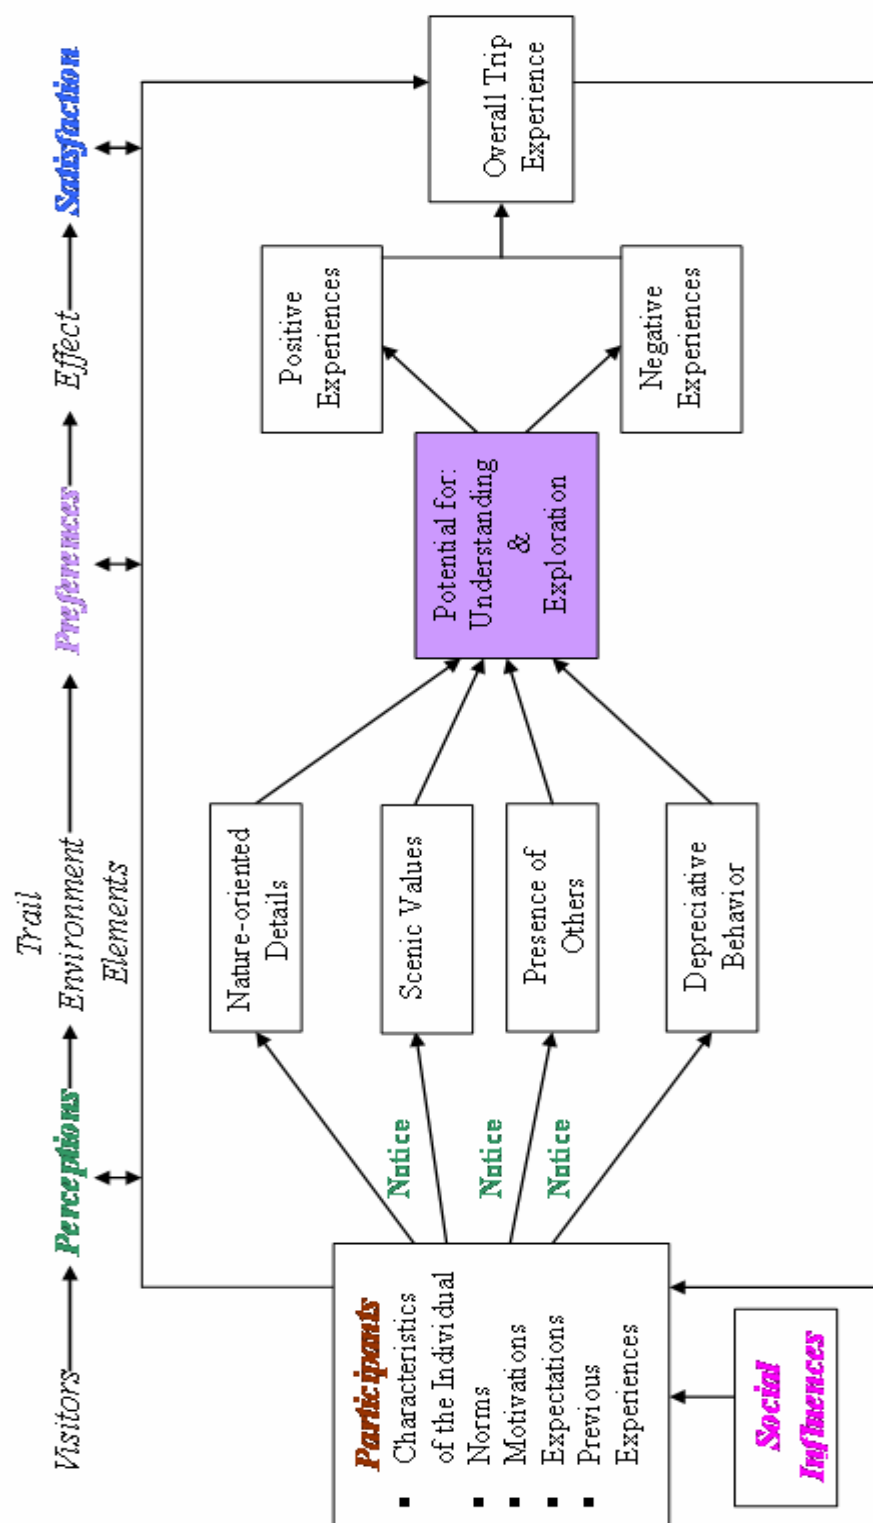 Visitors
Perceptions
Trail
Environment
Elements
Preferences
Effect
Satisfaction
Participants
▪ Characteristics
of the Individual
▪ Norms
▪ Motivations
▪ Expectations
▪ Previous
Experiences
Social
Influences
Notice
Notice
Notice
Nature-oriented
Details
Scenic Values
Presence of
Others
Depreciative
Behavior
Potential for:
Understanding
&
Exploration
Positive
Experiences
Negative
Experiences
Overall Trip
Experience